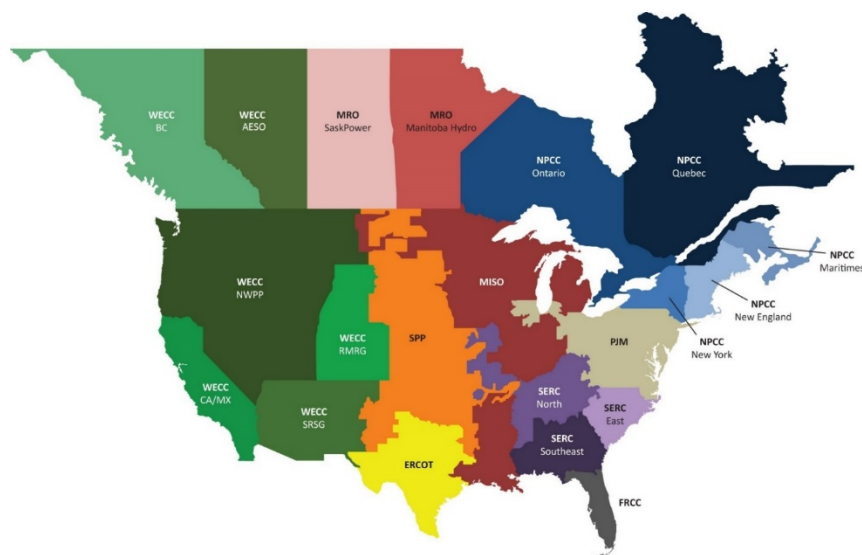 WECC
BC
WECC
AESO
MRO
SaskPower
MRO
Manitoba Hydro
NPCC
Ontario
NPCC
Quebec
NPCC
Maritimes
NPCC
New England
NPCC
New York
WECC
NWPP
MISO
WECC
RMRG
SPP
PJM
WECC
CA/MX
WECC
SRSG
SERC
North
SERC
East
SERC
Southeast
ERCOT
FRCC